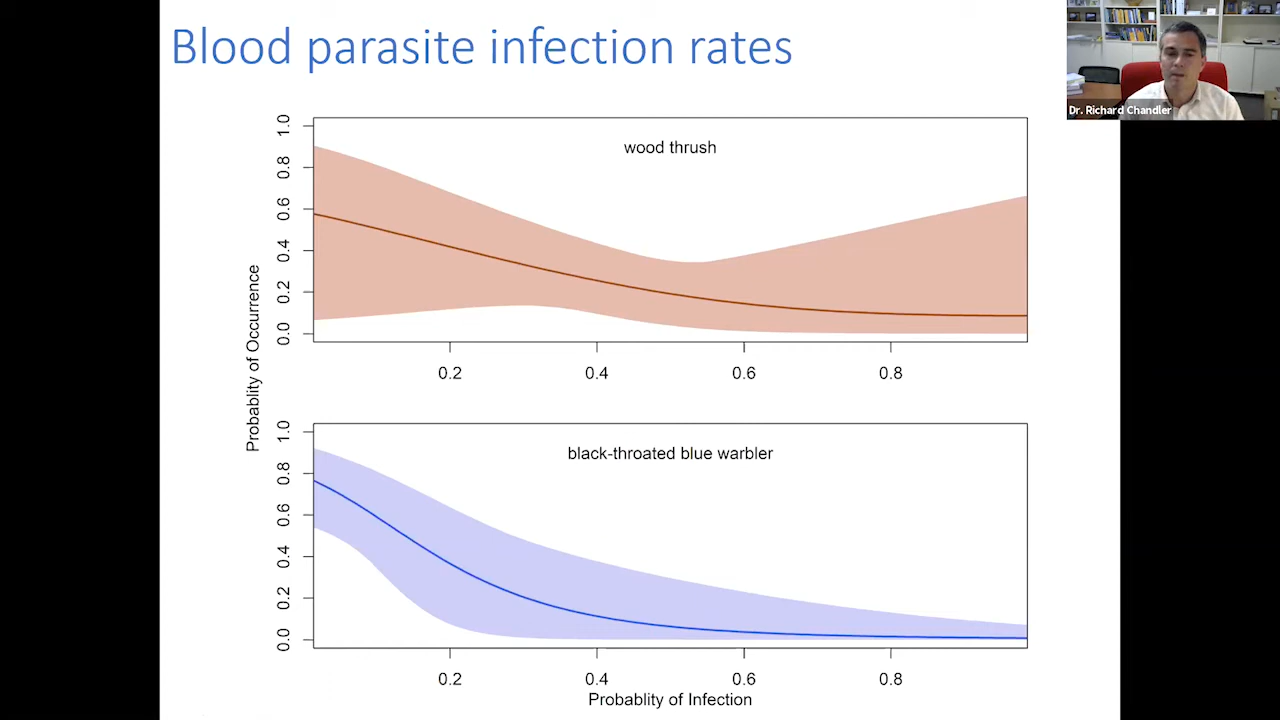 Blood parasite infection rates
Dr. Richard Chandler
wood thrush
1.0
0.8
0.6
0.4
0.2
0.0
0.2 0.4 0.6 0.8
Probablity of Occurrence
black-throated blue warbler
1.0
0.8
0.6
0.4
0.2
0.0
0.2 0.4 0.6 0.8
Probablity of Infection